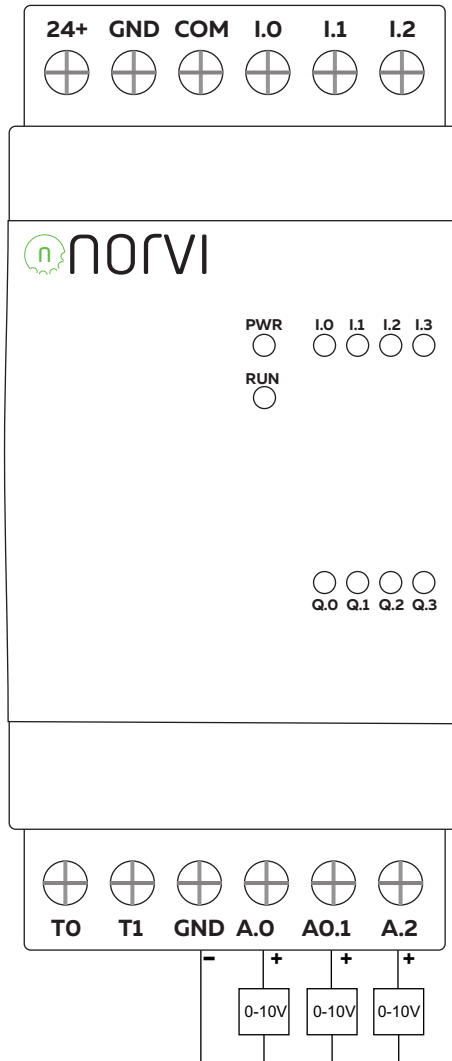 24+ GND COM I.0 I.1 I.2
n norvi
PWR I.0 I.1 I.2 I.3
RUN
Q.0 Q.1 Q.2 Q.3
T0 T1 GND A.0 A0.1 A.2
- + + +
0-10V 0-10V 0-10V